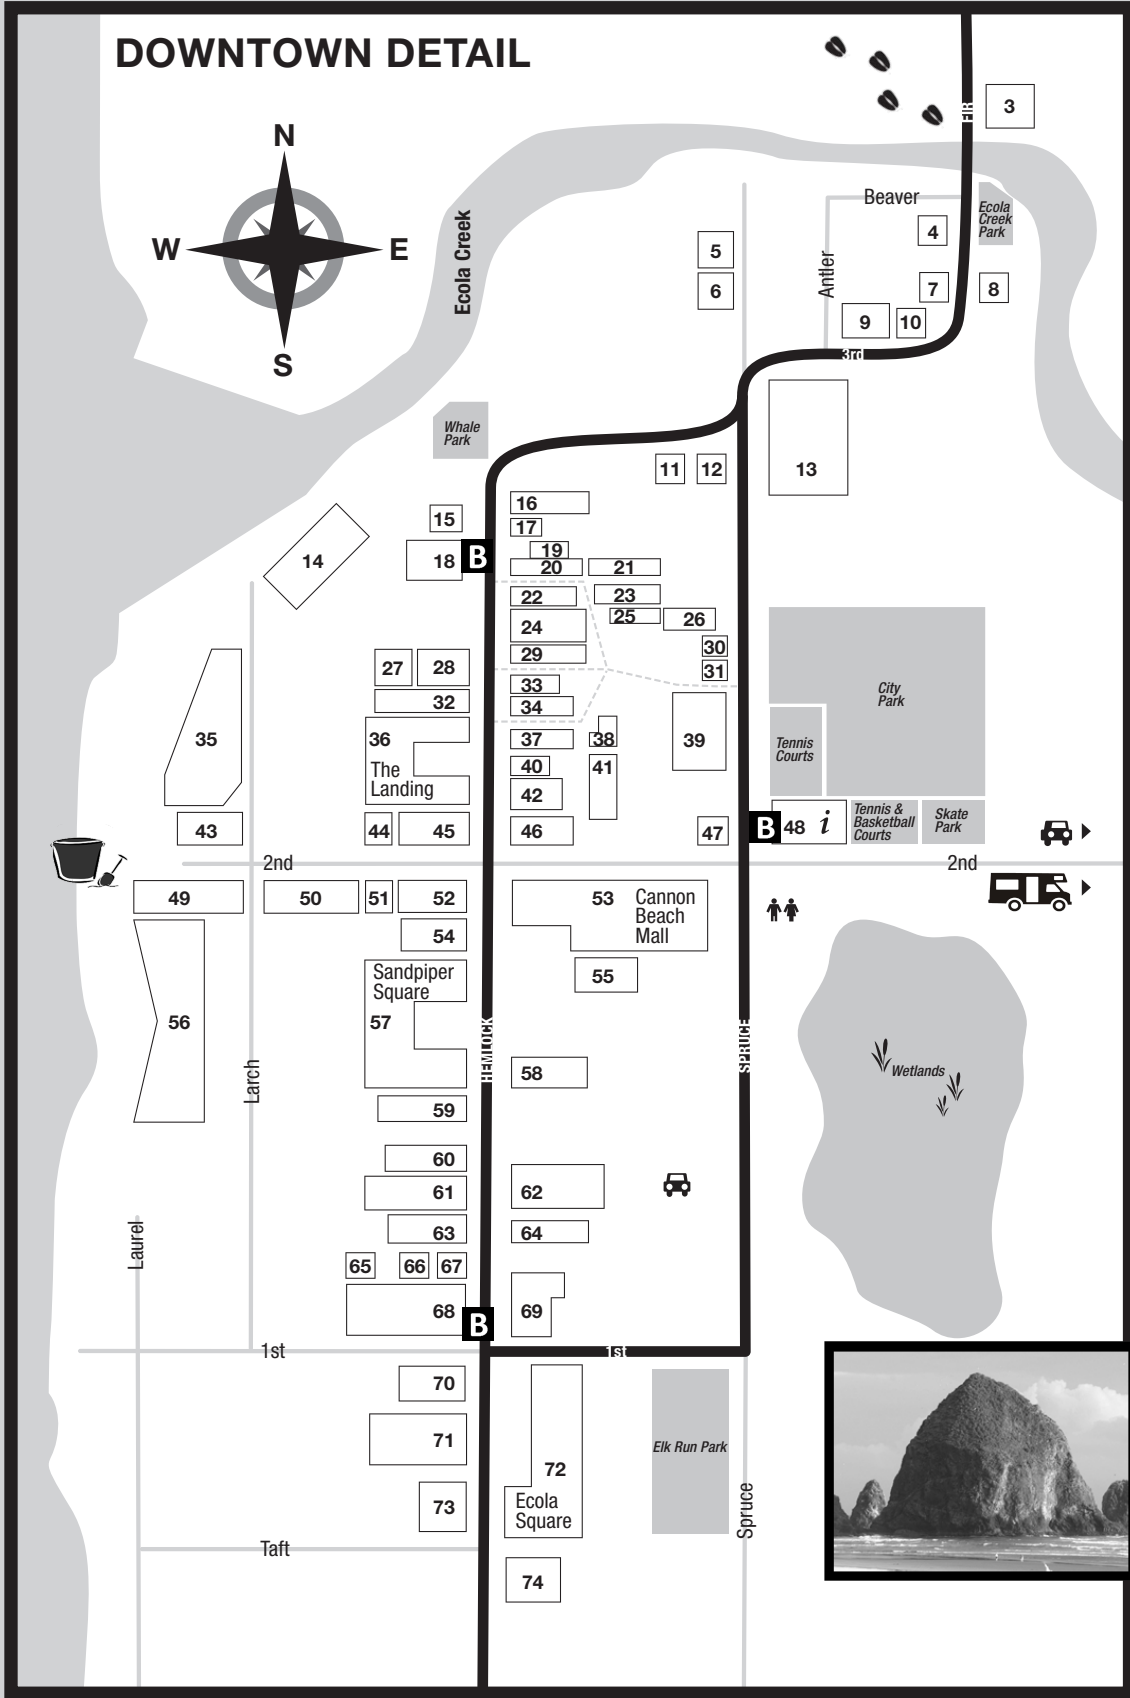 DOWNTOWN DETAIL
N
W
E
S
FIR
3
Beaver
Ecola
Creek
Park
4
Ecola Creek
5
6
Antler
7
8
9
10
3rd
Whale
Park
11
12
13
16
15
17
14
18
B
19
20
21
22
23
24
25
26
29
30
31
27
28
32
33
34
City
Park
35
36
The
Landing
37
38
39
Tennis
Courts
40
41
42
43
44
45
46
47
B
48
i
Tennis &
Basketball
Courts
Skate
Park
2nd
2nd
49
50
51
52
53
Cannon
Beach
Mall
54
Sandpiper
Square
55
56
57
HEMLOCK
SPRUCE
58
Larch
Wetlands
59
60
61
62
Laurel
63
64
65
66
67
68
B
69
1st
1st
70
71
72
Ecola
Square
Elk Run Park
73
Spruce
Taft
74